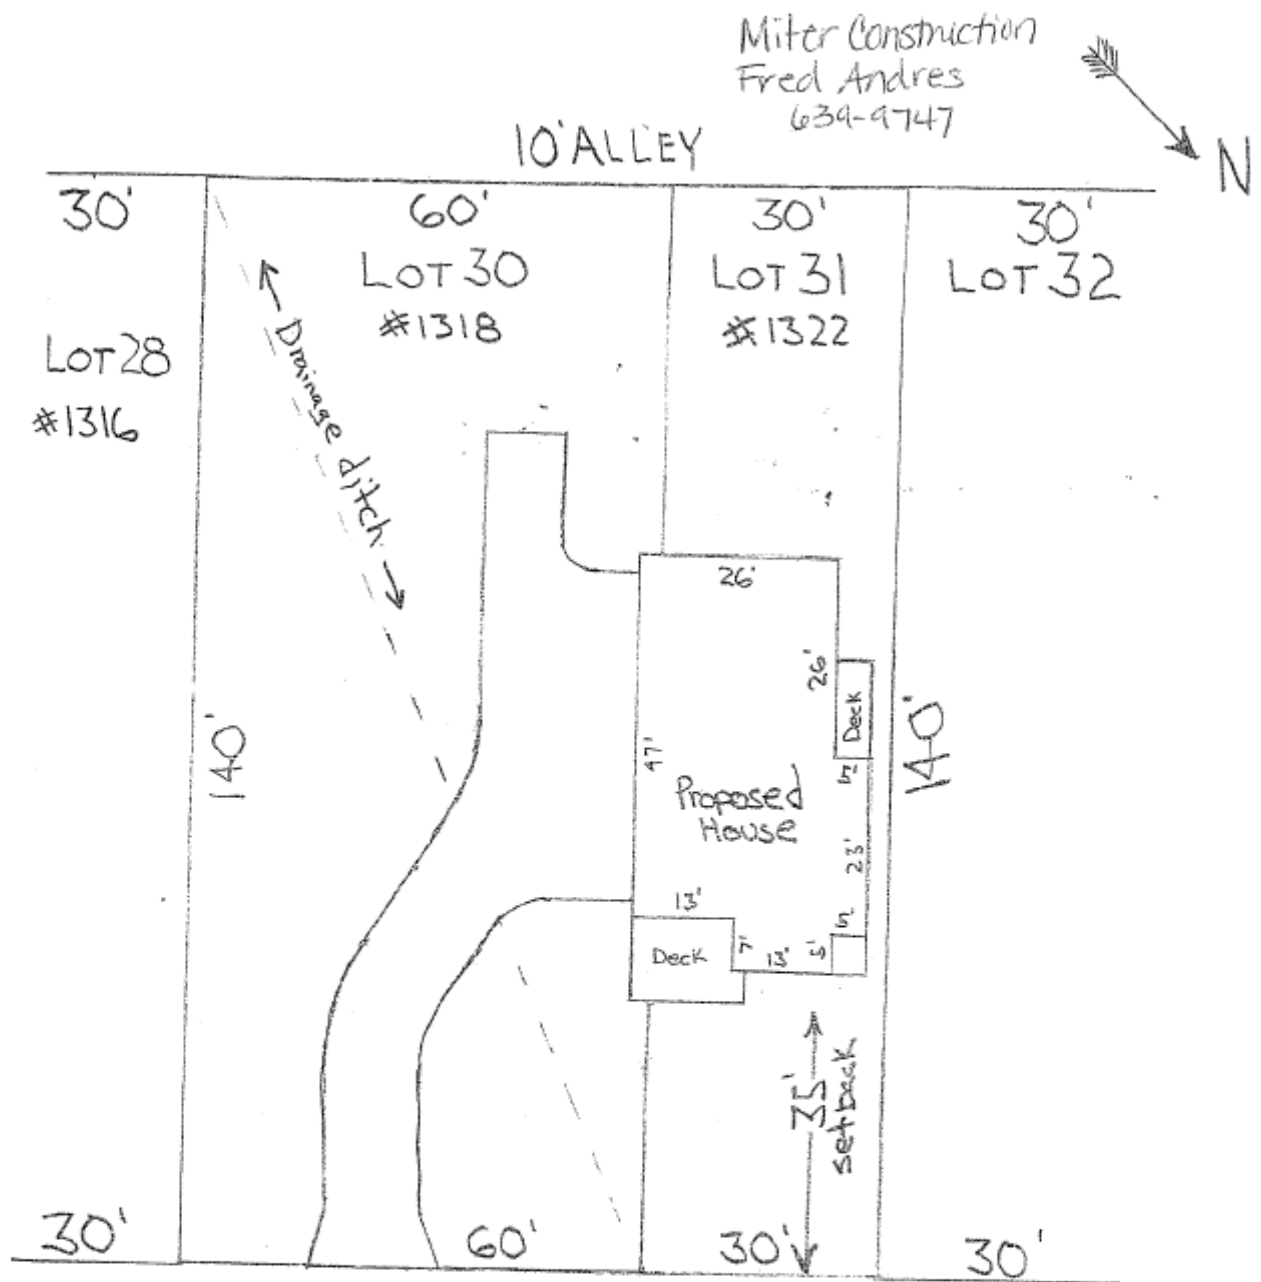 Miter Construction
Fred Andres
639-9747
N
10' ALLEY
30'
60'
30'
30'
LOT 28
#1316
LOT 30
#1318
LOT 31
#1322
LOT 32
Drainage ditch
26'
26'
Deck
140'
47'
5'
140'
Proposed
House
23'
13'
5'
Deck
7'
13'
5'
35'
setback
30'
60'
30'
30'